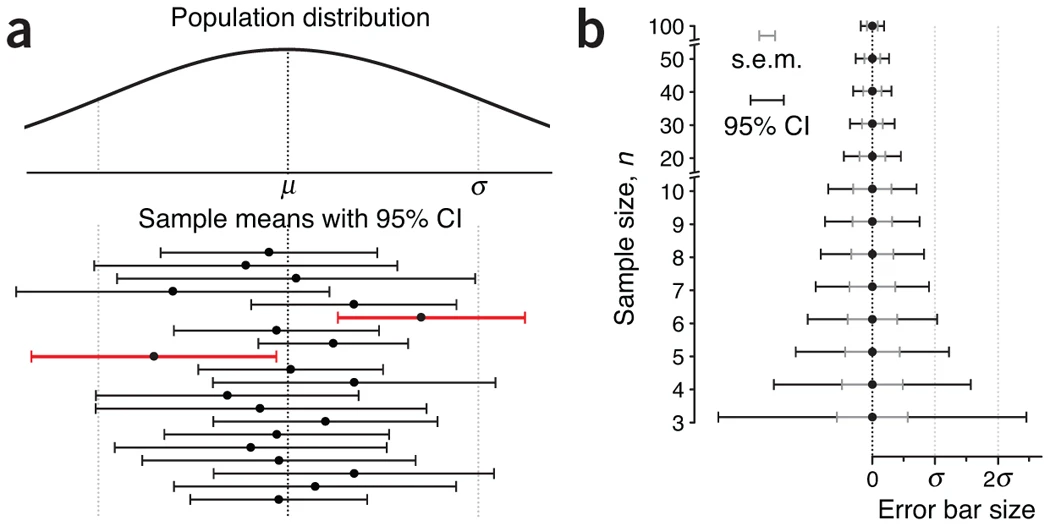 a
Population distribution
μ
σ
Sample means with 95% CI
b
s.e.m.
95% CI
Sample size, n
100
50
40
30
20
10
9
8
7
6
5
4
3
0
σ
2σ
Error bar size